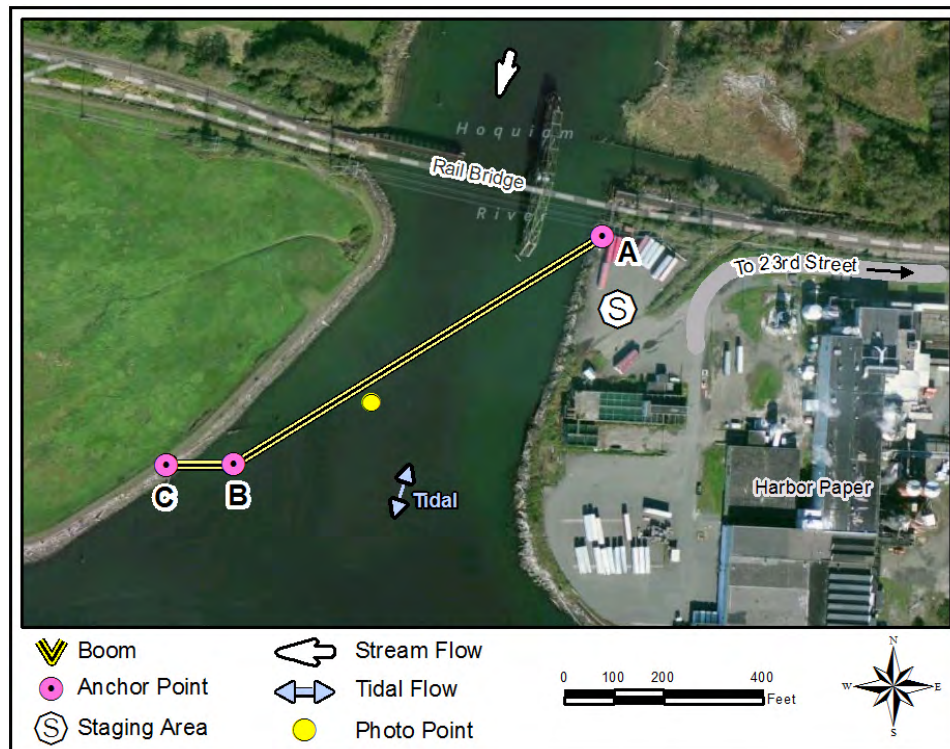 Hoquiam
Rail Bridge
River
A
To 23rd Street
S
C
B
Tidal
Harbor Paper
Boom
Anchor Point
S Staging Area
Stream Flow
Tidal Flow
Photo Point
0 100 200 400
Feet
N
W E
S